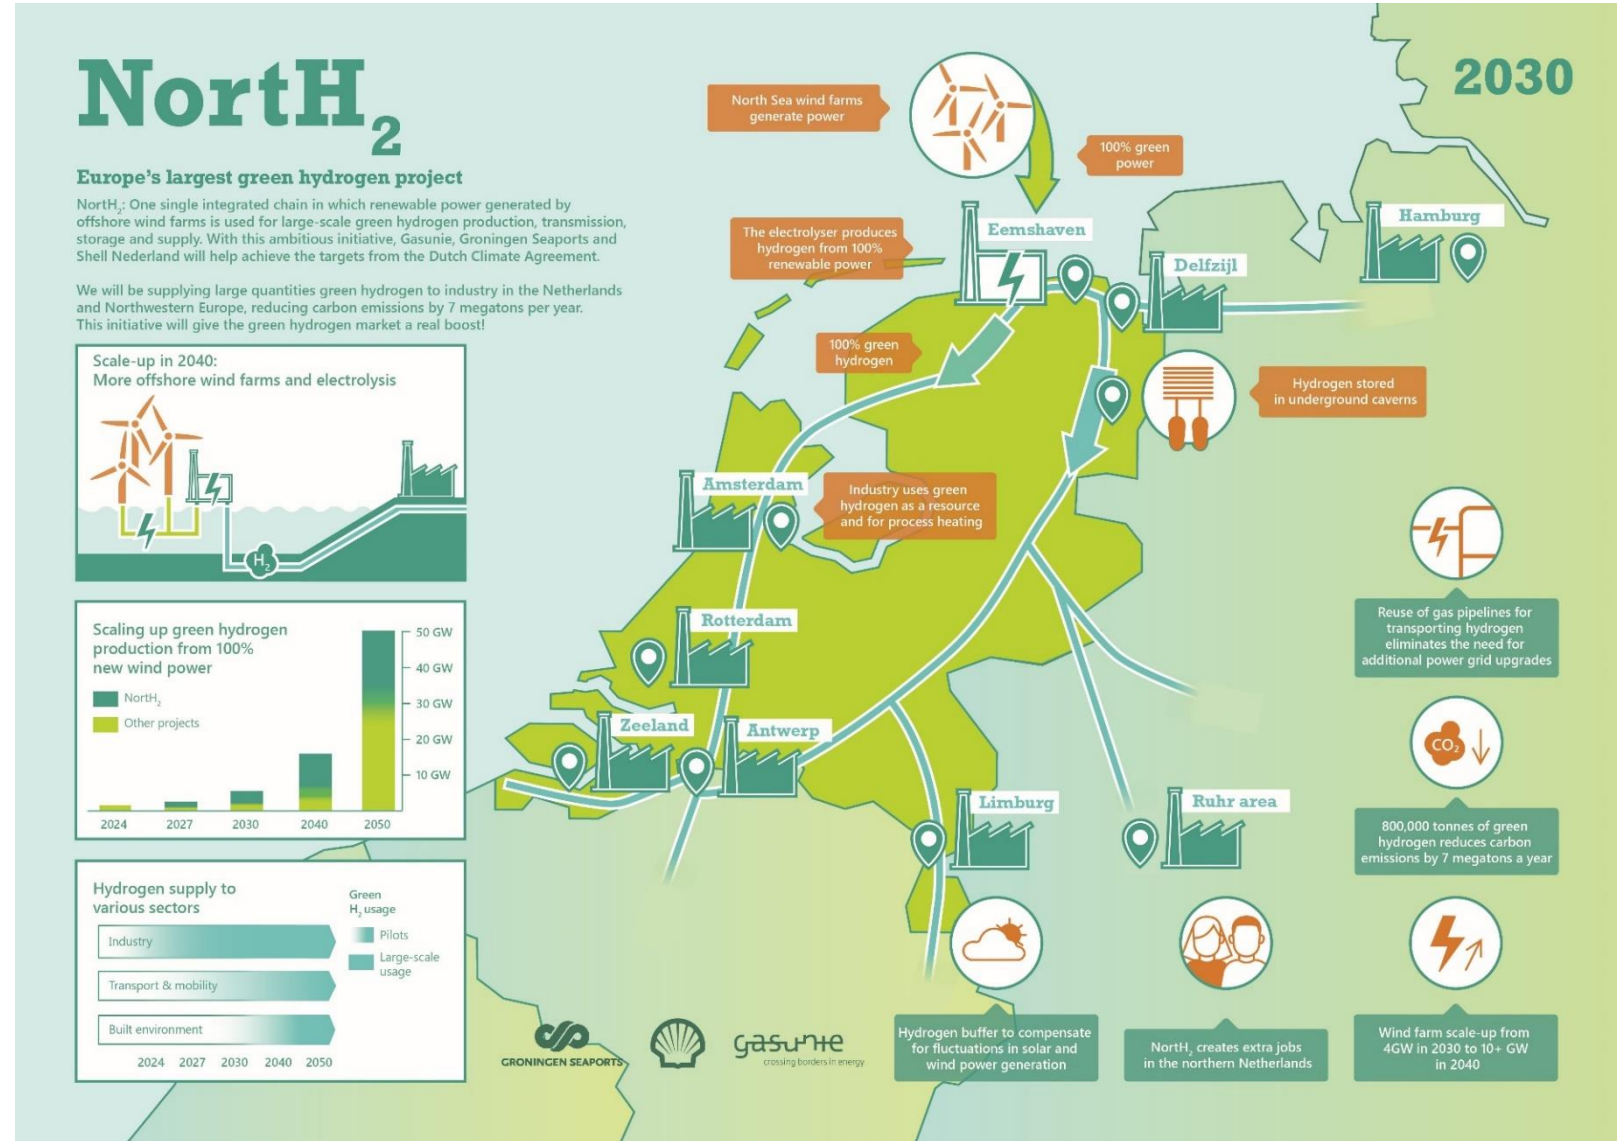 NortH2
2030
Europe's largest green hydrogen project
NortH2: One single integrated chain in which renewable power generated by
offshore wind farms is used for large-scale green hydrogen production, transmission,
storage and supply. With this ambitious initiative, Gasunie, Groningen Seaports and
Shell Nederland will help achieve the targets from the Dutch Climate Agreement.
We will be supplying large quantities green hydrogen to industry in the Netherlands
and Northwestern Europe, reducing carbon emissions by 7 megatons per year.
This initiative will give the green hydrogen market a real boost!
Scale-up in 2040:
More offshore wind farms and electrolysis
H2
Scaling up green hydrogen
production from 100%
new wind power
NortH2
Other projects
50 GW
40 GW
30 GW
20 GW
10 GW
2024 2027 2030 2040 2050
Hydrogen supply to
various sectors
Green
H2 usage
Pilots
Large-scale
usage
Industry
Transport & mobility
Built environment
2024 2027 2030 2040 2050
North Sea wind farms
generate power
100% green
power
The electrolyser produces
hydrogen from 100%
renewable power
Eemshaven
Delfzijl
Hamburg
100% green
hydrogen
Hydrogen stored
in underground caverns
Amsterdam
Industry uses green
hydrogen as a resource
and for process heating
Rotterdam
Zeeland
Antwerp
Limburg
Ruhr area
Reuse of gas pipelines for
transporting hydrogen
eliminates the need for
additional power grid upgrades
CO2
800,000 tonnes of green
hydrogen reduces carbon
emissions by 7 megatons a year
Hydrogen buffer to compensate
for fluctuations in solar and
wind power generation
NortH2 creates extra jobs
in the northern Netherlands
Wind farm scale-up from
4GW in 2030 to 10+ GW
in 2040
GRONINGEN SEAPORTS
gasunie
crossing borders in energy